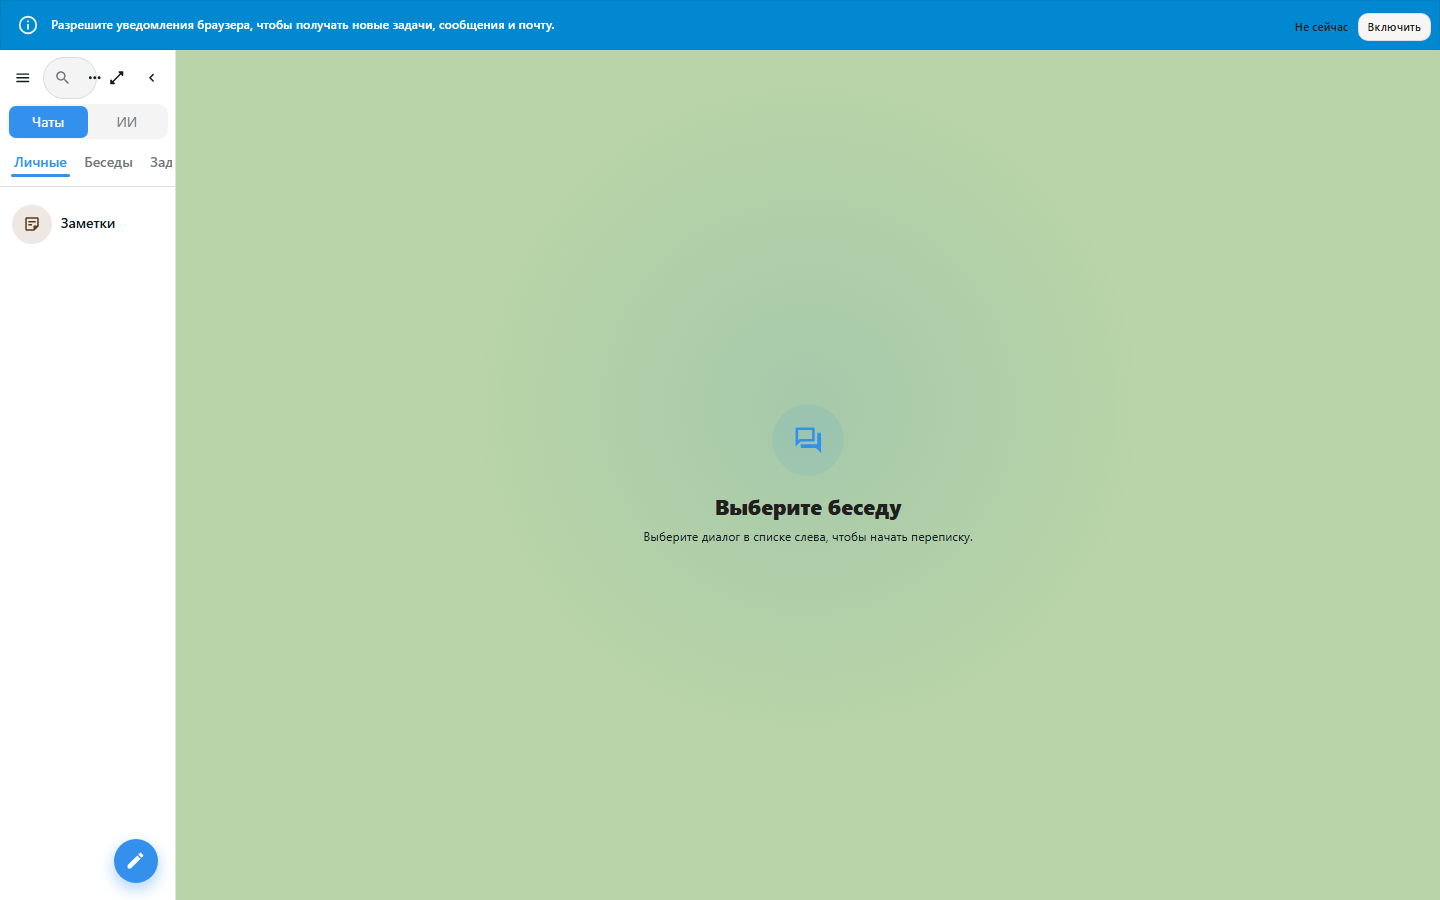 Разрешите уведомления браузера, чтобы получать новые задачи, сообщения и почту.
Не сейчас
Включить
Чаты
ИИ
Личные
Беседы
Зад
Заметки
Выберите беседу
Выберите диалог в списке слева, чтобы начать переписку.